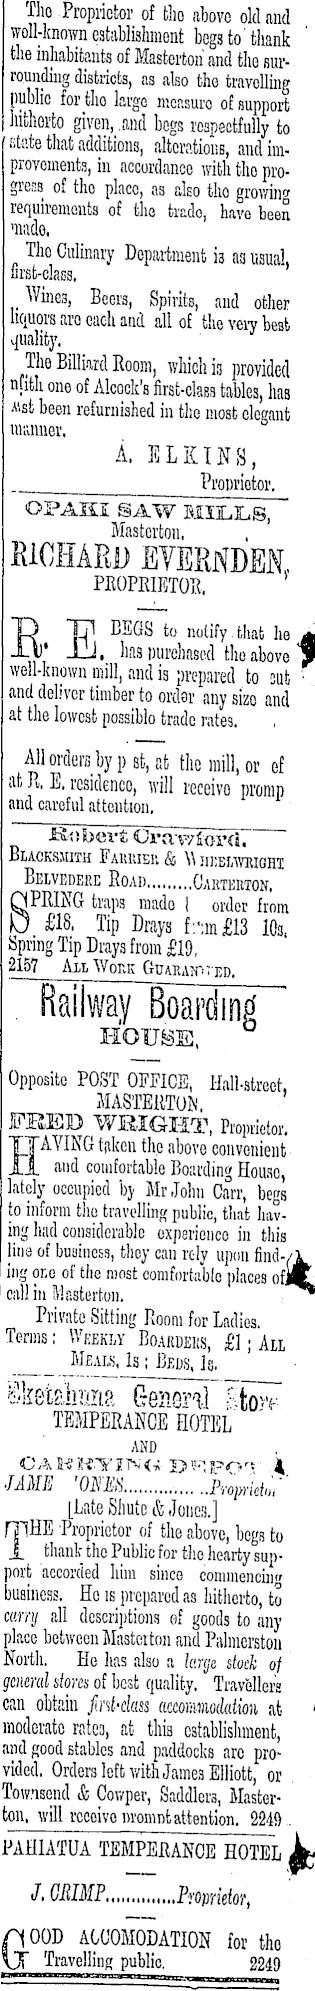 The Proprietor of the above old and
well-known establishment begs to thank
the inhabitants of Masterton and the sur-
rounding districts, as also the travelling
public for the large measure of support
hitherto given, and begs respectfully to
state that additions, alterations, and im-
provements, in accordance with the pro-
gress of the place, as also the growing
requirements of the trade, have been
made.
The Culinary Department is as usual,
first-class.
Wines, Beers, Spirits, and other
liquors are each and all of the very best
quality.
The Billiard Room, which is provided
with one of Alcock's first-class tables, has
just been refurnished in the most elegant
manner.
A. ELKINS,
Proprietor.
OPAKI SAW MILLS,
Masterton.
RICHARD EVERNDEN,
PROPRIETOR.
R. E. BEGS to notify that he
has purchased the above
well-known mill, and is prepared to cut
and deliver timber to order any size and
at the lowest possible trade rates.
All orders by p st, at the mill, or ef
at R. E. residence, will receive promp
and careful attention.
Robert Crawford.
BLACKSMITH FARRIER & WHEELWRIGHT
BELVEDERE ROAD.........CARTERTON.
SPRING traps made order from
£18. Tip Drays from £13 10s.
Spring Tip Drays from £19.
2157 ALL WORK GUARANTEED.
Railway Boarding
HOUSE,
Opposite POST OFFICE, Hall-street,
MASTERTON.
FRED WRIGHT, Proprietor.
HAVING taken the above convenient
and comfortable Boarding House,
lately occupied by Mr John Carr, begs
to inform the travelling public, that hav-
ing had considerable experience in this
line of business, they can rely upon find-
ing one of the most comfortable places of
call in Masterton.
Private Sitting Room for Ladies.
Terms: WEEKLY BOARDERS, £1; ALL
MEALS, 1s; BEDS, 1s.
Eketahuna General Store
TEMPERANCE HOTEL
AND
CARRYING DEPOT
JAME JONES...............Proprietor
[Late Shute & Jones.]
THE Proprietor of the above, begs to
thank the Public for the hearty sup-
port accorded him since commencing
business. He is prepared as hitherto, to
carry all descriptions of goods to any
place between Masterton and Palmerston
North. He has also a large stock of
general stores of best quality. Travellers
can obtain first-class accommodation at
moderate rates, at this establishment,
and good stables and paddocks are pro-
vided. Orders left with James Elliott, or
Townsend & Cowper, Saddlers, Master-
ton, will receive prompt attention. 2249
PAHIATUA TEMPERANCE HOTEL
J. CRIMP..............Proprietor,
GOOD ACCOMODATION for the
Travelling public. 2249